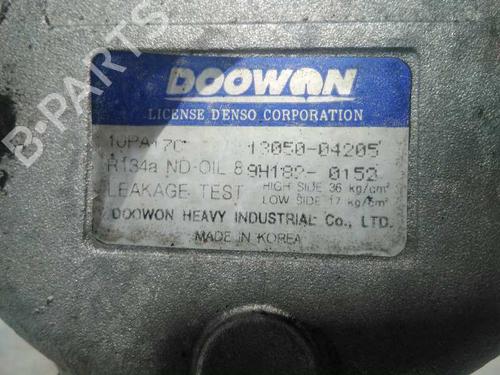 DOOWON
LICENSE DENSO CORPORATION
10PA17C 13050-04205
R134a ND-OIL 8 9H182-0152
LEAKAGE TEST HIGH SIDE 36 kg/cm²
LOW SIDE 17 kg/cm²
DOOWON HEAVY INDUSTRIAL Co., LTD.
MADE IN KOREA
B-PARTS